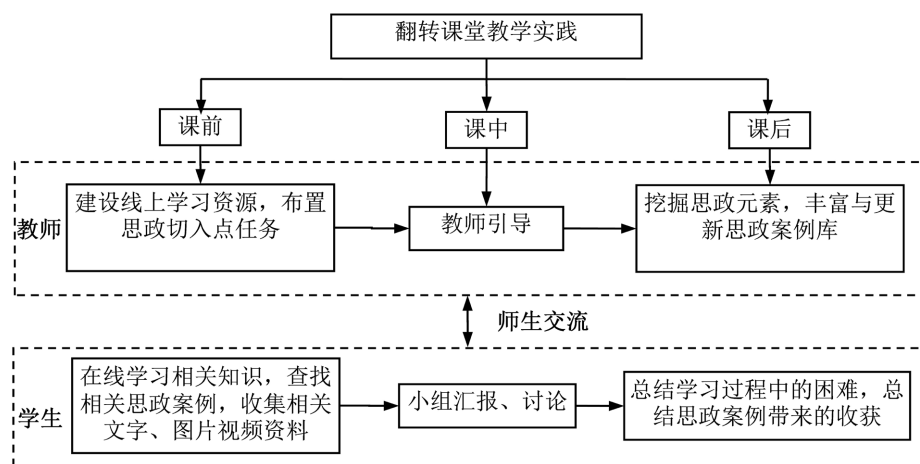 翻转课堂教学实践
课前
课中
课后
教师
建设线上学习资源，布置
思政切入点任务
教师引导
挖掘思政元素，丰富与更
新思政案例库
师生交流
学生
在线学习相关知识，查找
相关思政案例，收集相关
文字、图片视频资料
小组汇报、讨论
总结学习过程中的困难，总
结思政案例带来的收获